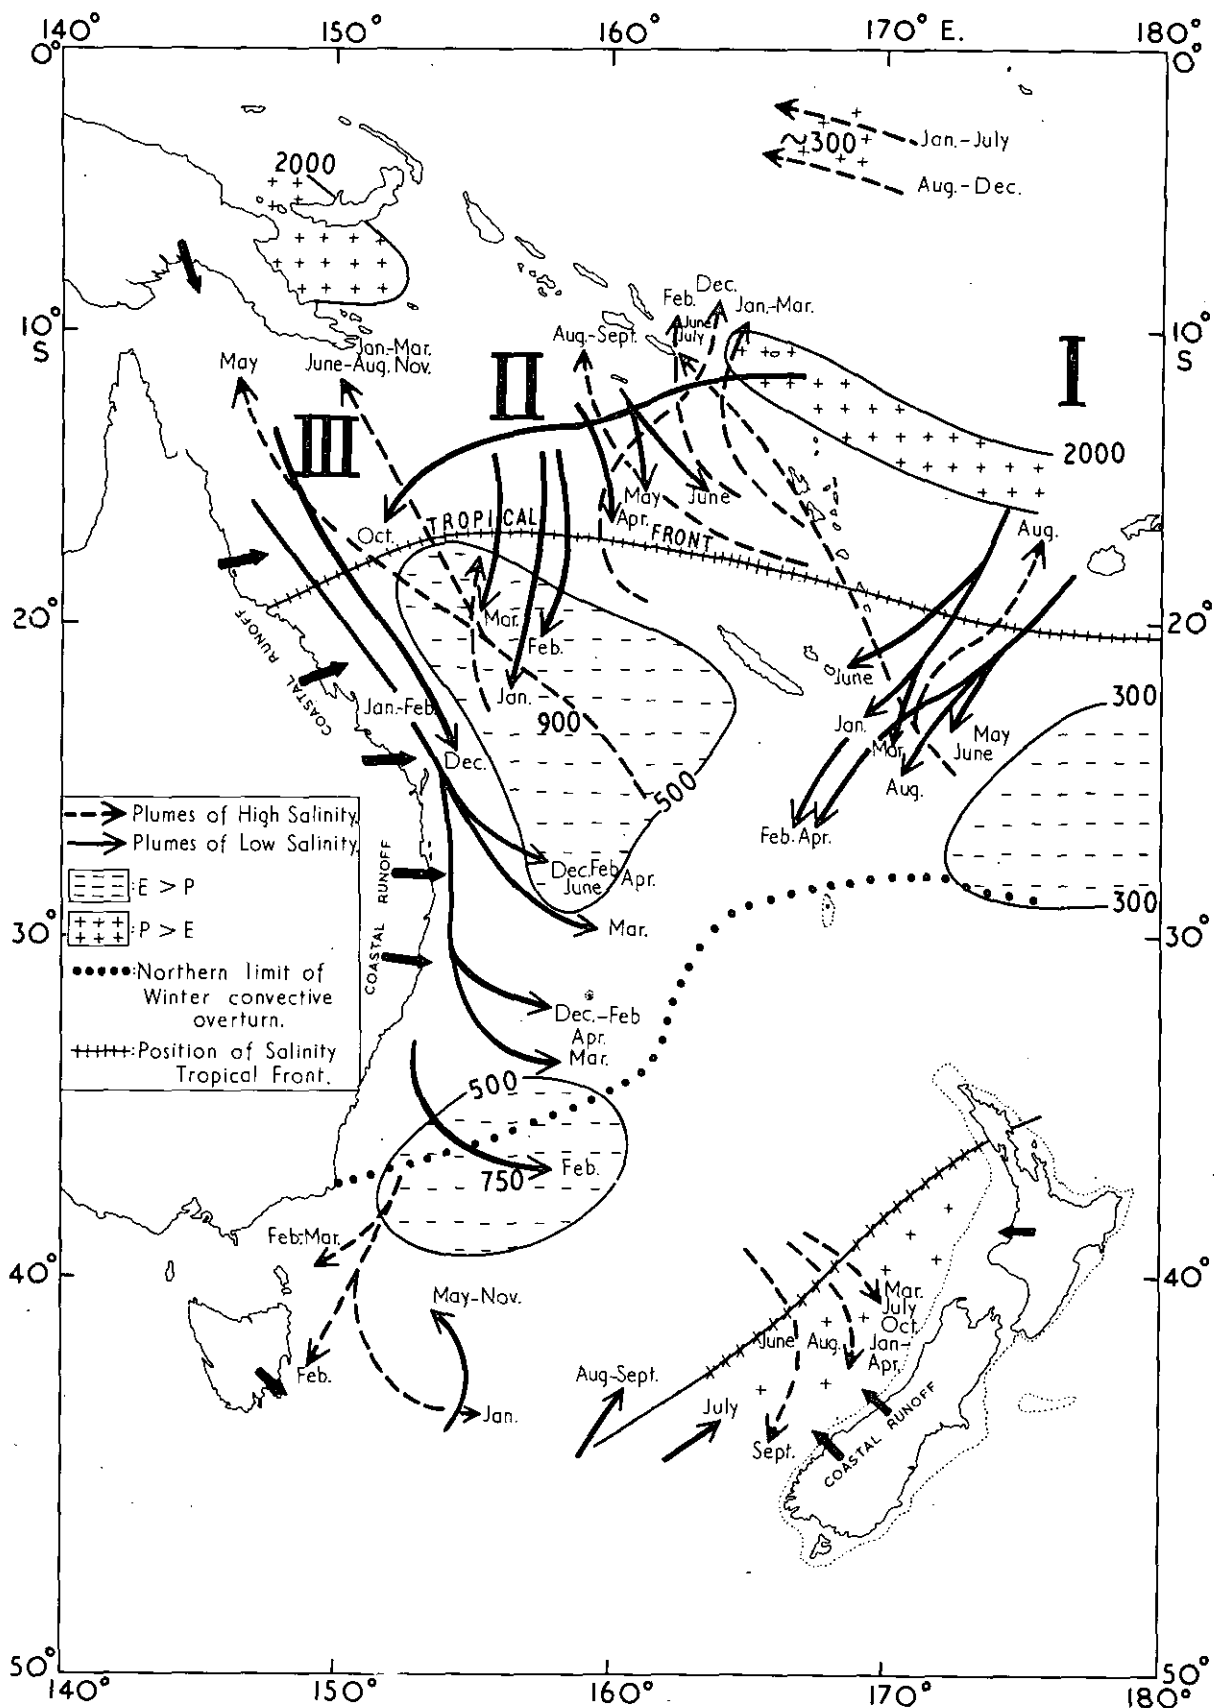 140° 150° 160° 170° E. 180°
0° 0°
2000
~300
Jan.-July
Aug.-Dec.
10° S
10° S
Dec.
Feb.
Jan.-Mar.
June
July
Aug-Sept.
Jan-Mar.
June-Aug. Nov.
May
I
II
III
2000
May
June
Apr.
Oct.
TROPICAL FRONT
Aug.
20° 20°
Mar.
Feb.
Jan.
June
COASTAL RUNOFF
Jan.-Feb.
Dec.
900
500
Jan.
Mar.
May
June
Aug.
Feb. Apr.
300
300
Plumes of High Salinity.
Plumes of Low Salinity.
:E > P
:P > E
:Northern limit of
Winter convective
overturn.
:Position of Salinity
Tropical Front.
COASTAL RUNOFF
Dec. Feb.
June
Apr.
Mar.
30° 30°
Dec.-Feb
Apr.
Mar.
500
750
Feb.
Feb-Mar.
40° 40°
May-Nov.
Feb.
Jan.
Aug-Sept.
July
June
Aug.
Sept.
Mar.
July
Oct.
Jan-
Apr.
COASTAL RUNOFF
50° 50°
140° 150° 160° 170° 180°